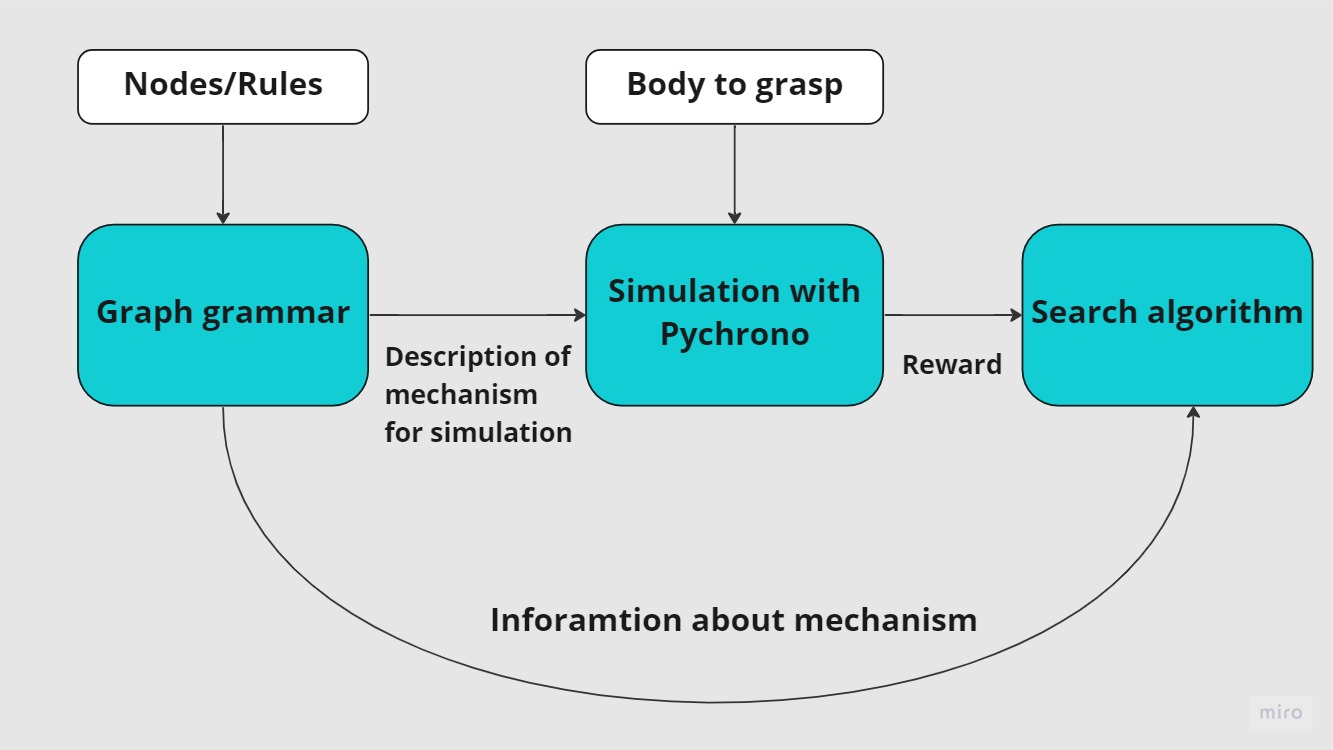 Nodes/Rules
Body to grasp
Graph grammar
Simulation with
Pychrono
Search algorithm
Description of
mechanism
for simulation
Reward
Inforamtion about mechanism
miro